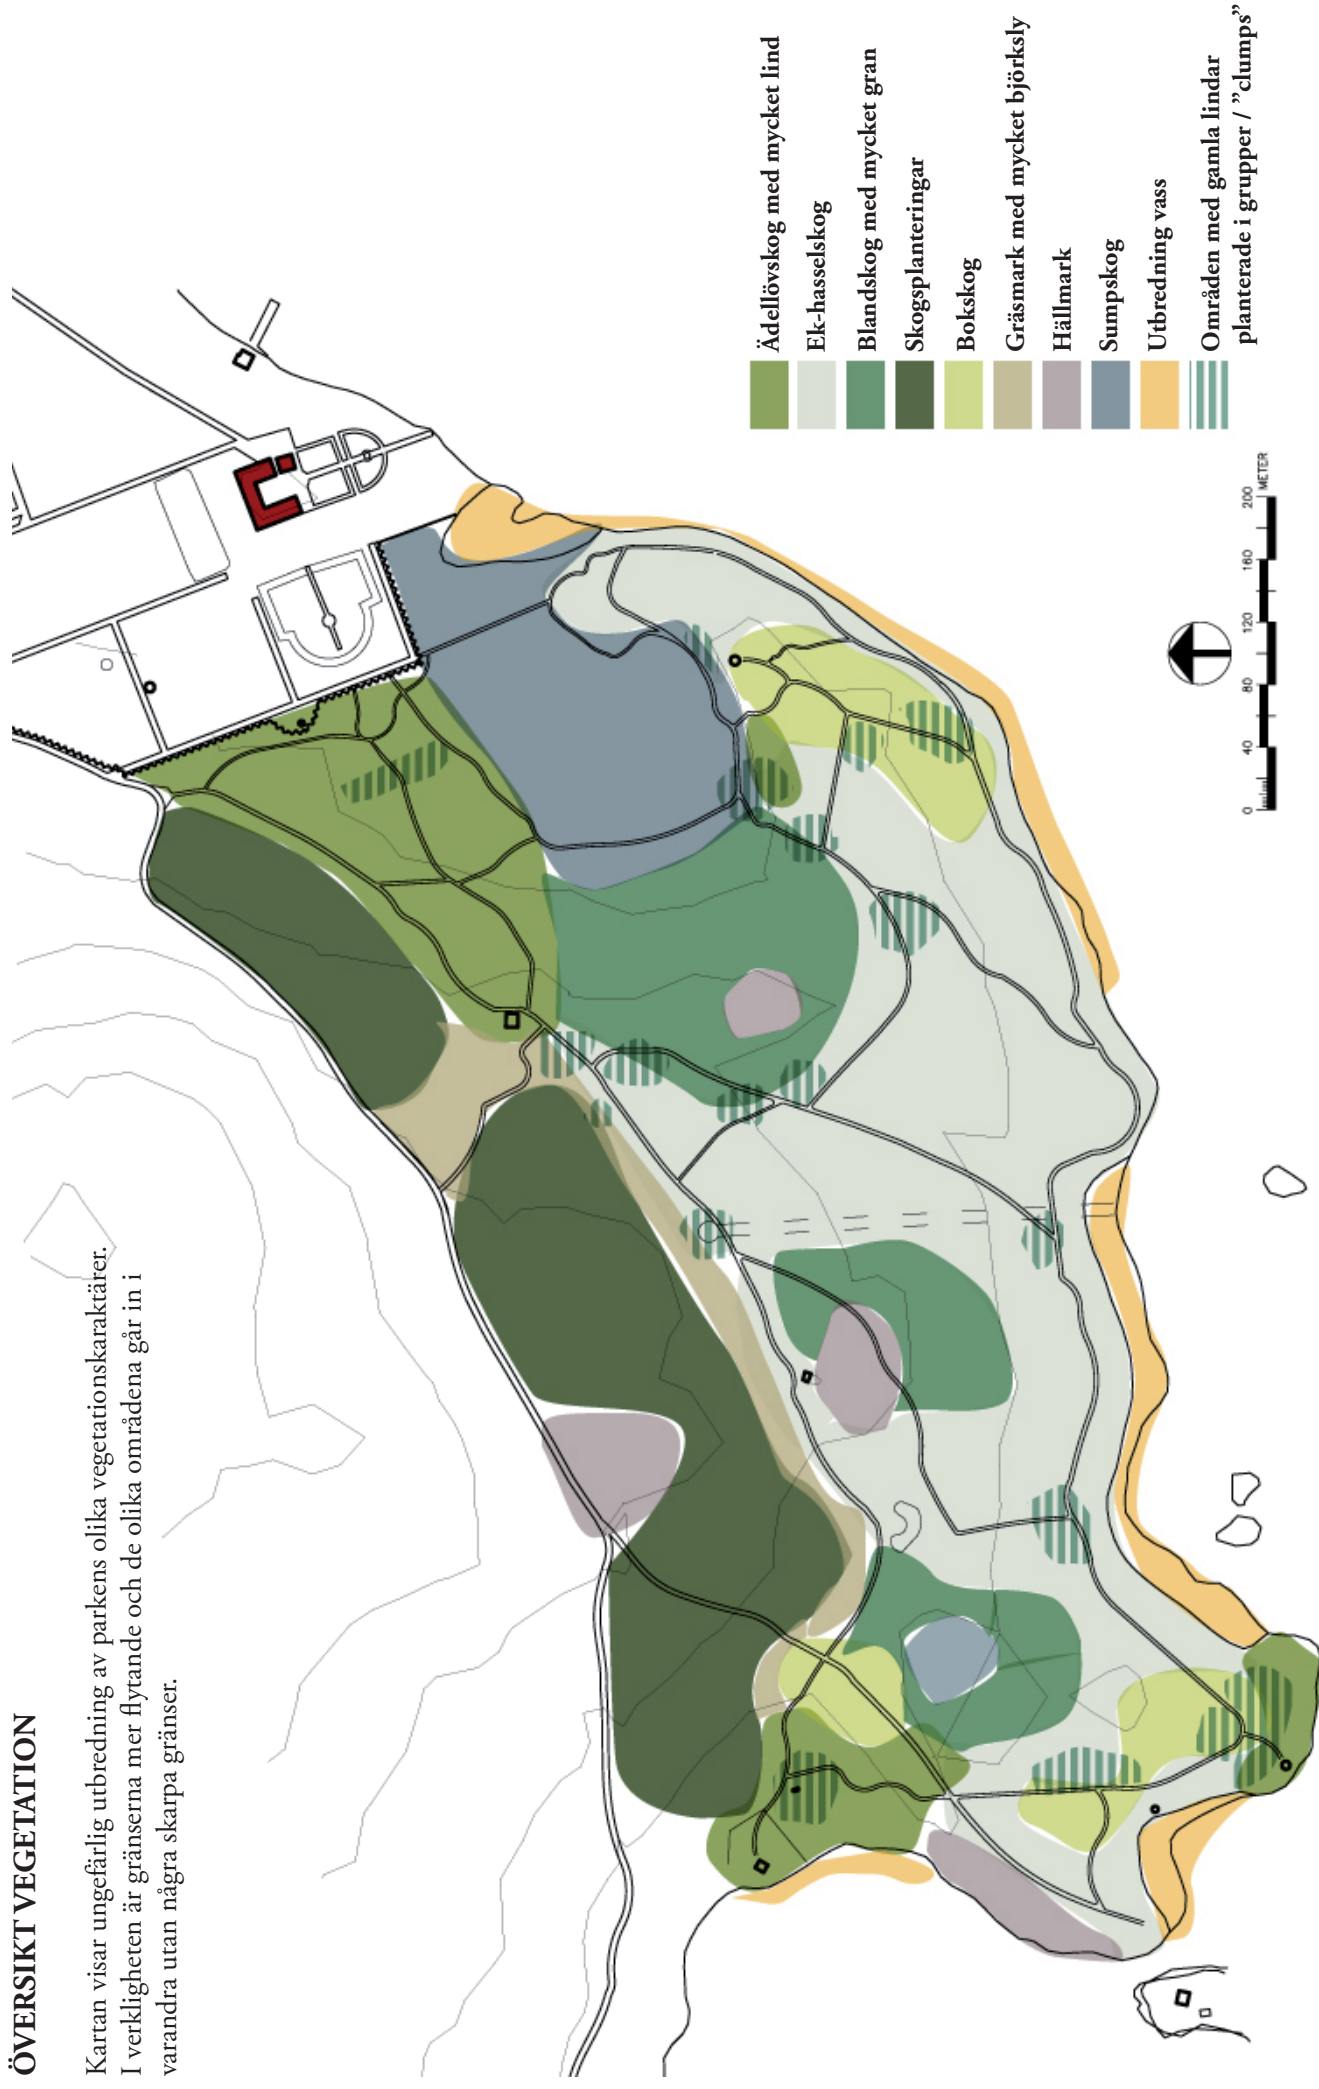 ÖVERSIKT VEGETATION
Kartan visar ungefärlig utbredning av parkens olika vegetationskaraktärer.
I verkligheten är gränserna mer flytande och de olika områdena går in i
varandra utan några skarpa gränser.
Ädellövskog med mycket lind
Ek-hasselskog
Blandskog med mycket gran
Skogsplanteringar
Bokskog
Gräsmark med mycket björksly
Hällmark
Sumpskog
Utbredning vass
Områden med gamla lindar
planterade i grupper / ”clumps”
0 40 80 120 160 200 METER